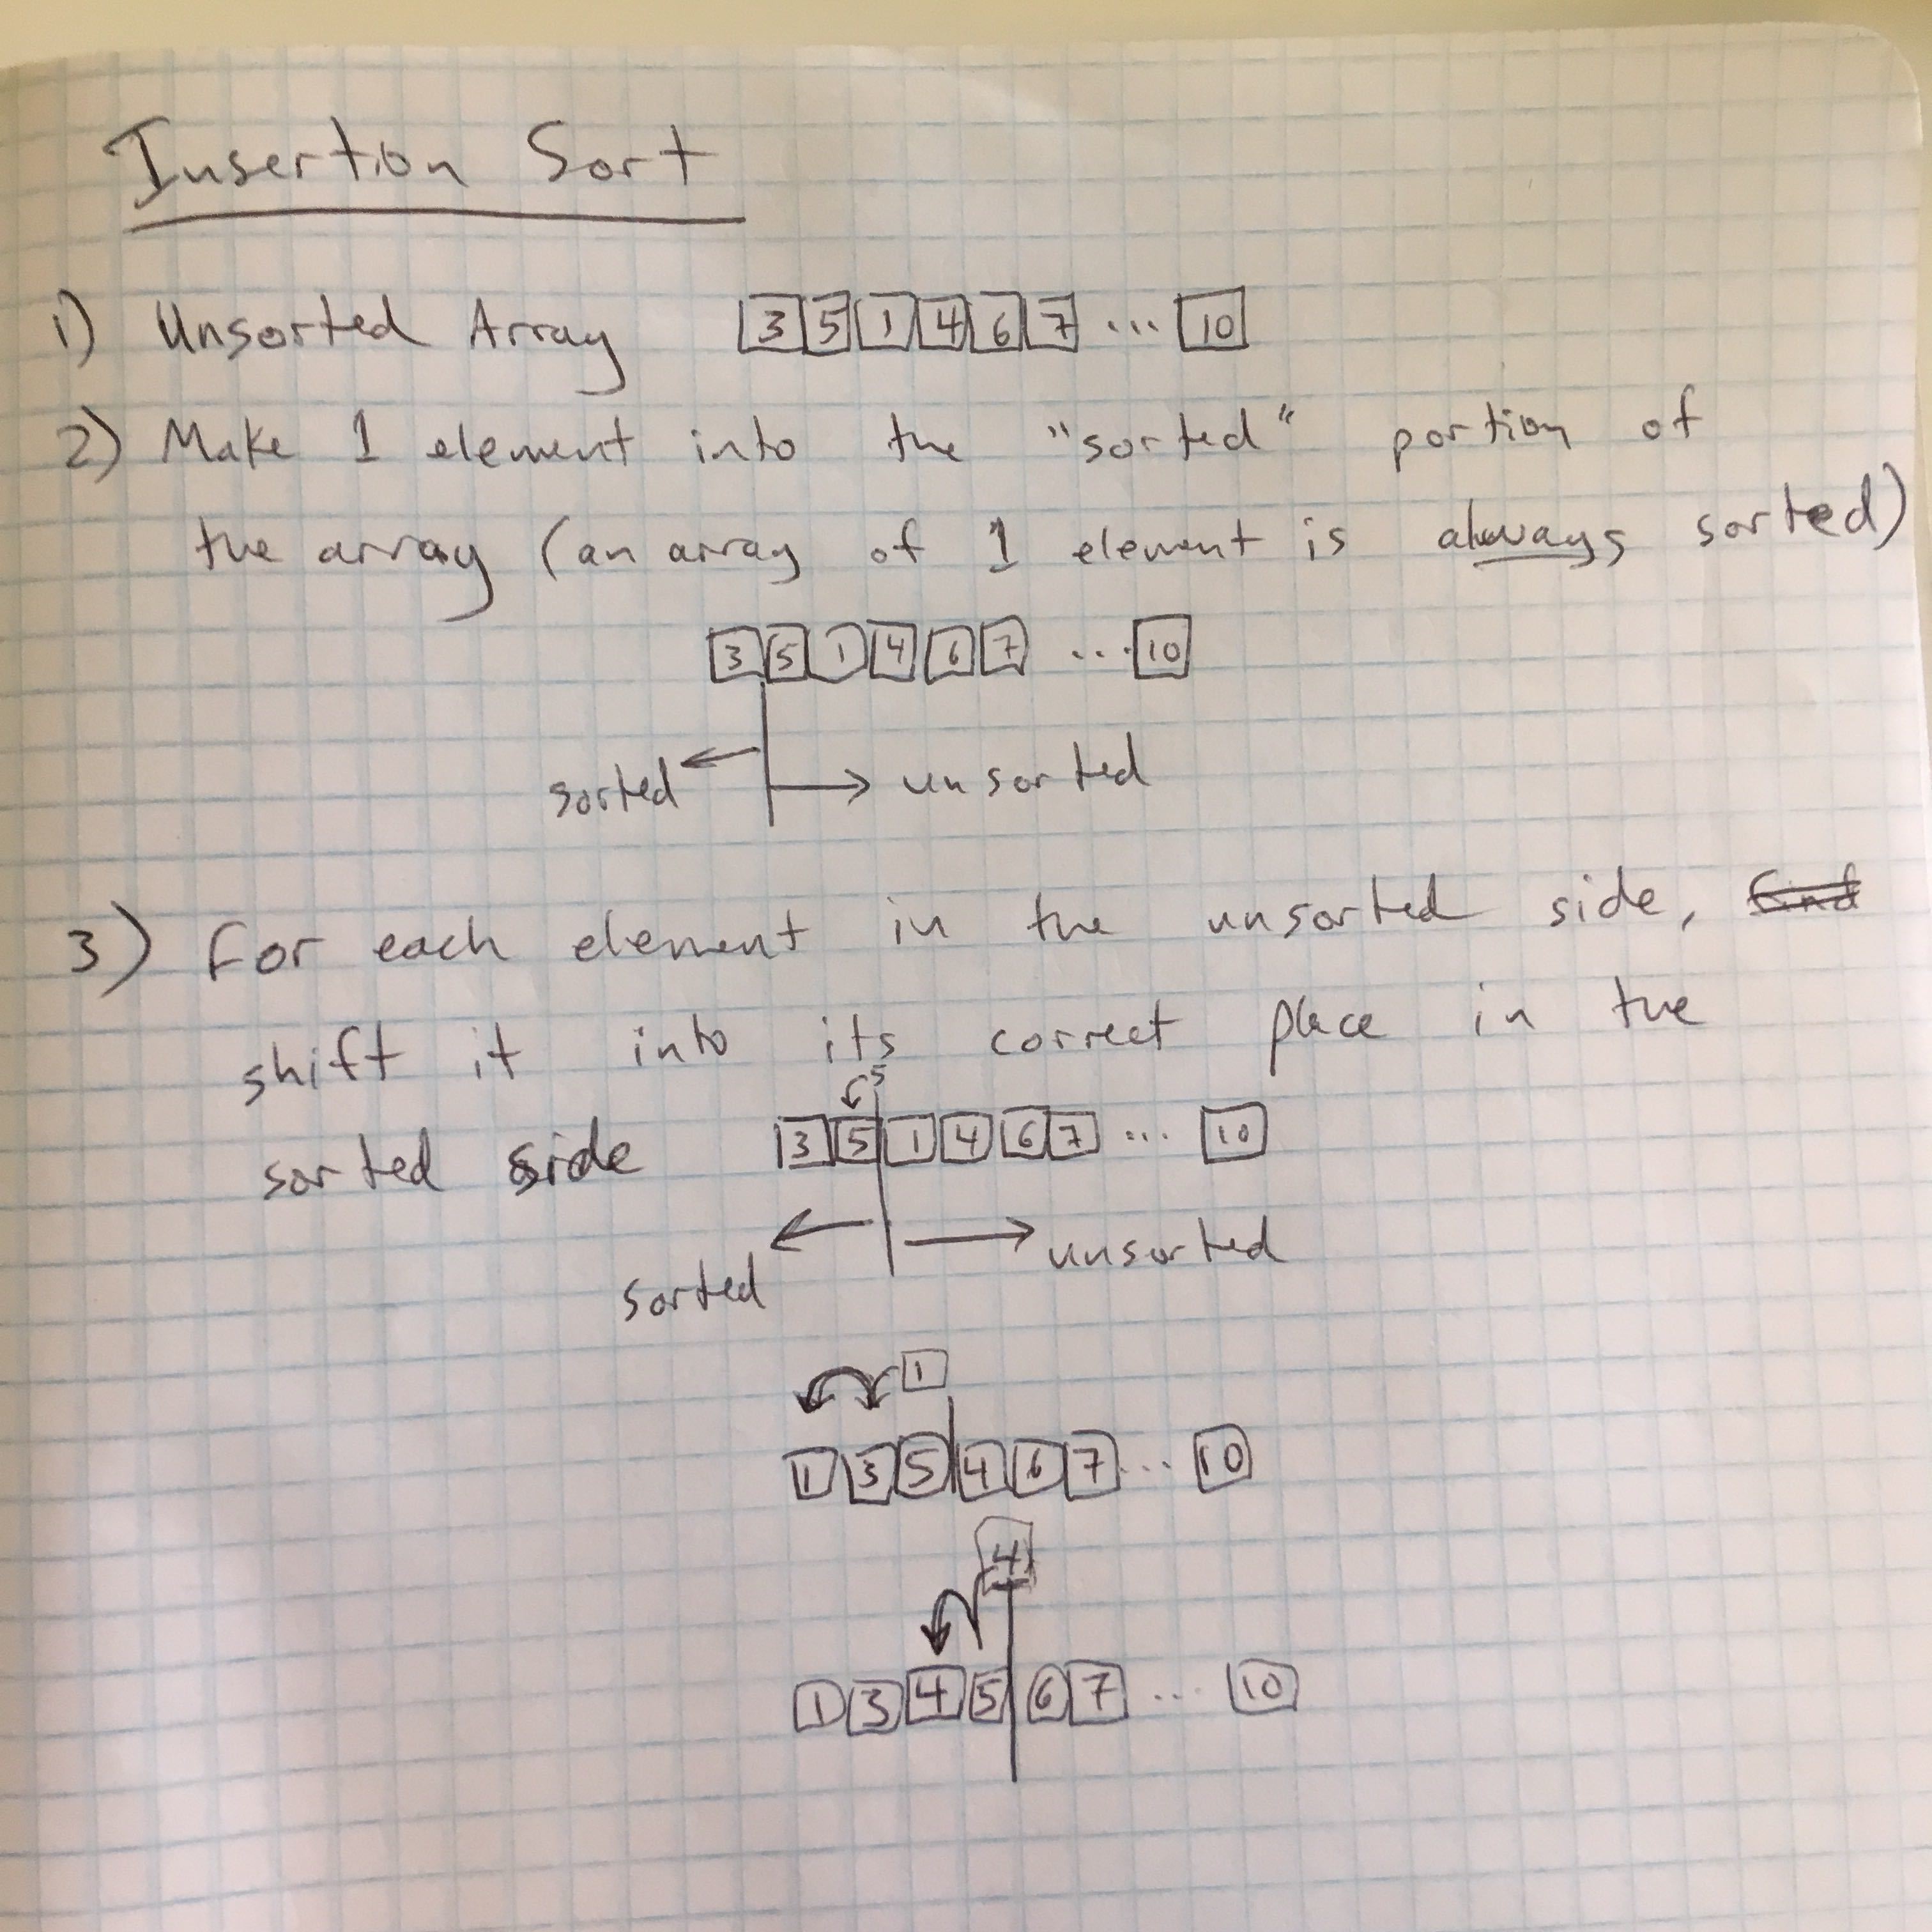 Insertion Sort
1) Unsorted Array 3 5 1 4 6 7 ... 10
2) Make 1 element into the "sorted" portion of
the array (an array of 1 element is always sorted)
3 5 1 4 6 7 ... 10
sorted unsorted
3) For each element in the unsorted side, find
shift it into its correct place in the
5
sorted side 3 5 1 4 6 7 ... 10
sorted unsorted
1
1 3 5 4 6 7 ... 10
4
1 3 4 5 6 7 ... 10